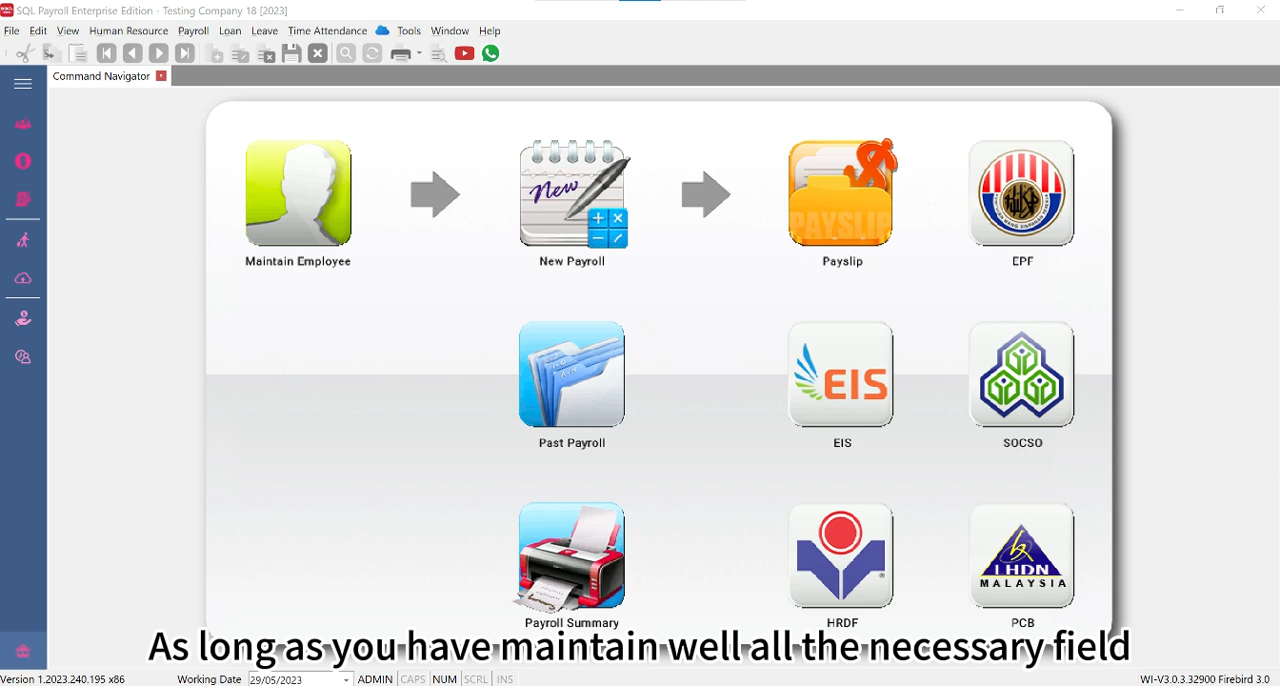 SQL Payroll Enterprise Edition - Testing Company 18 [2023]
File Edit View Human Resource Payroll Loan Leave Time Attendance Tools Window Help
Command Navigator
New
PAYSLIP
Maintain Employee New Payroll Payslip EPF
EIS
Past Payroll EIS SOCSO
LHDN
MALAYSIA
Payroll Summary HRDF PCB
As long as you have maintain well all the necessary field
Version 1.2023.240.195 x86 Working Date 29/05/2023 ADMIN CAPS NUM SCRL INS WI-V3.0.3.32900 Firebird 3.0